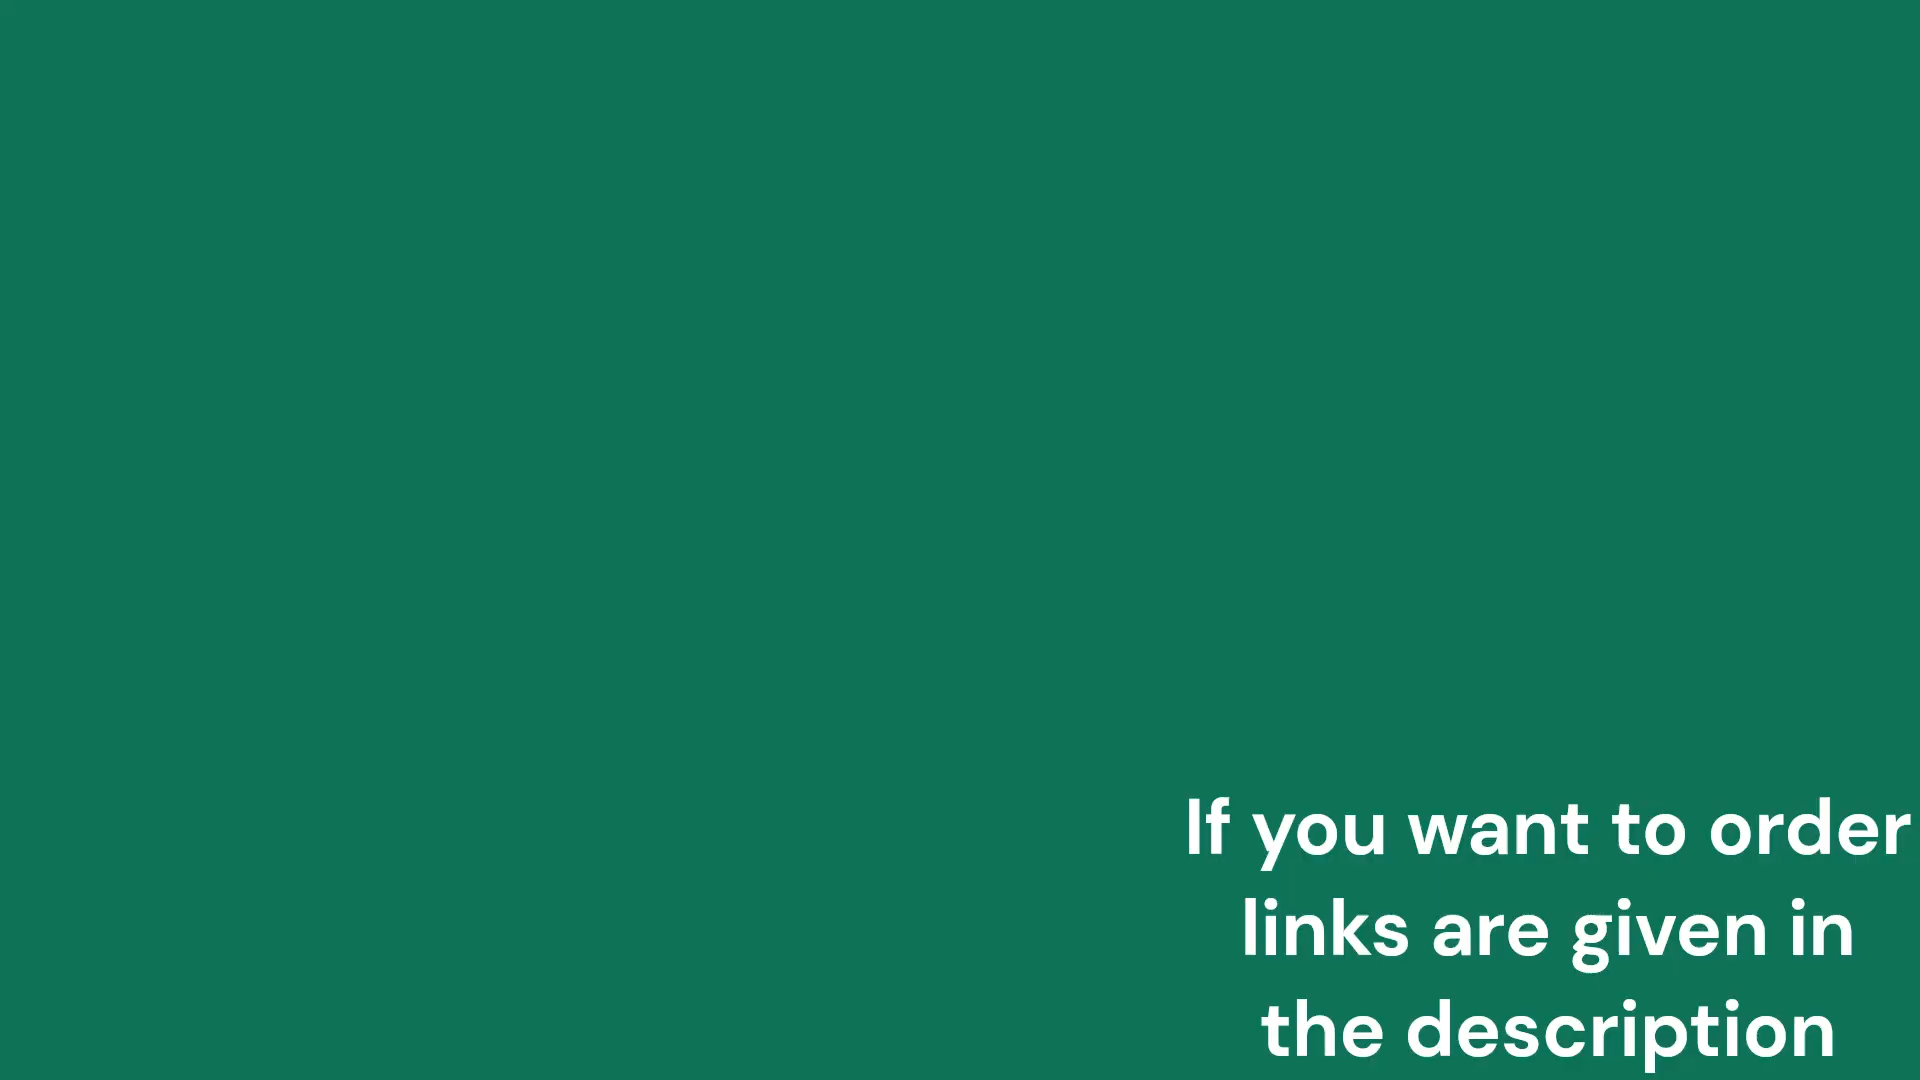 If you want to order
links are given in
the description